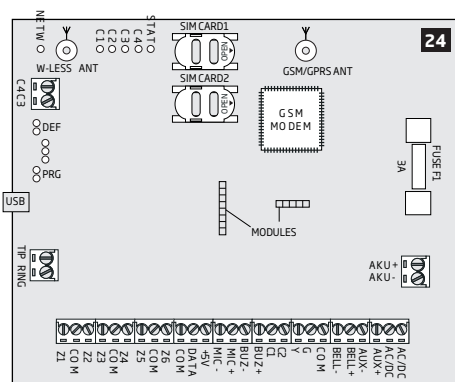 NETW
C1
C2
C3
C4
STAT
SIM CARD1
OPEN
24
W-LESS ANT
SIM CARD2
OPEN
GSM/GPRS ANT
C4 C3
GSM
MODEM
DEF
FUSE F1
3A
PRG
USB
MODULES
TIP RING
AKU+
AKU-
Z1
COM
Z2
Z3
COM
Z4
Z5
COM
Z6
COM
DATA
+5V
MIC-
MIC+
BUZ-
BUZ+
C1
C2
Y
G
COM
BELL-
BELL+
AUX-
AUX+
AC/DC
AC/DC